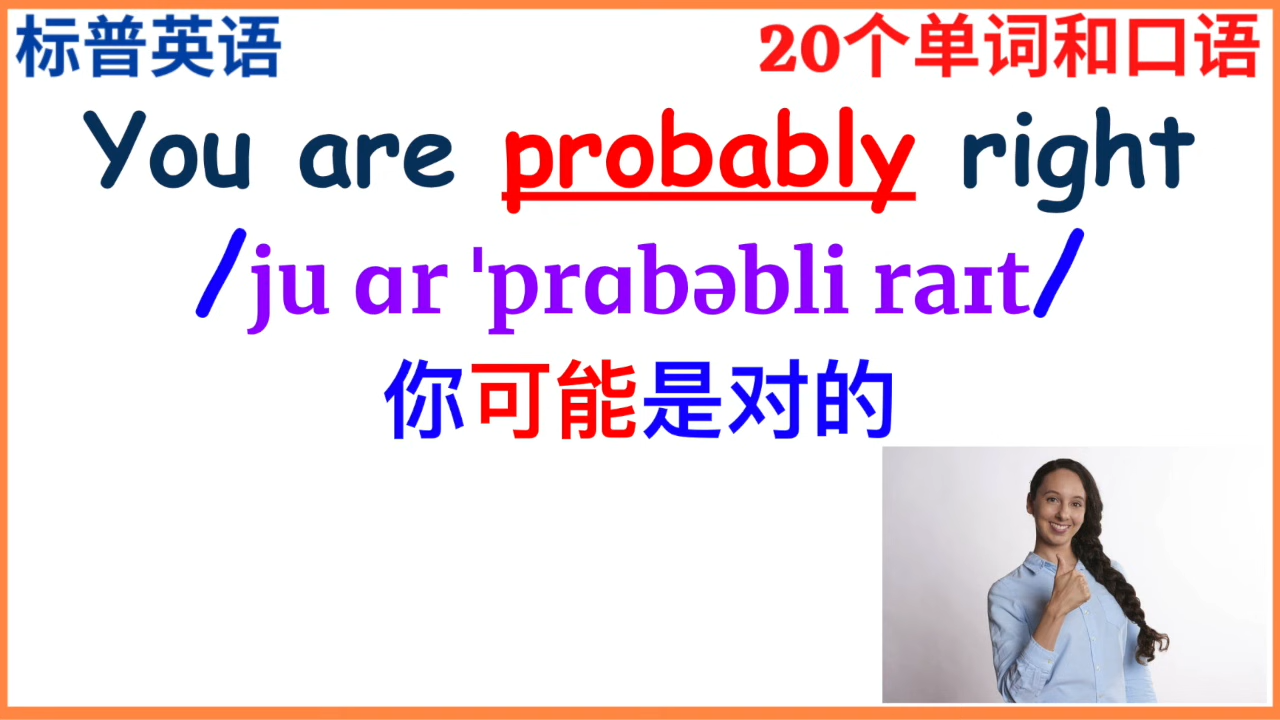 标普英语
20个单词和口语
You are probably right
/ju ɑr ˈprɑbəbli raɪt/
你可能是对的